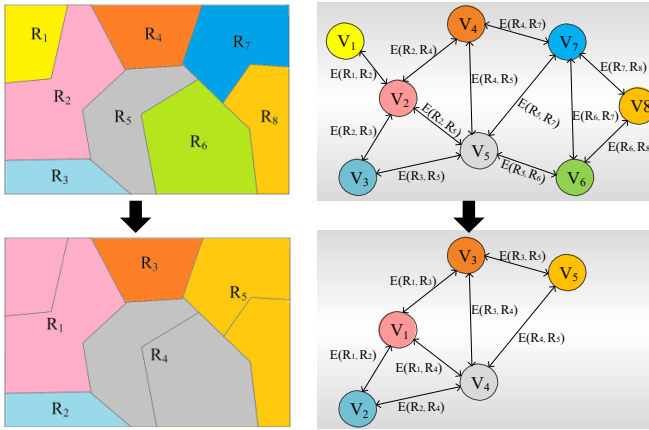 R1
R4
R7
R2
R5
R8
R6
R3
V4
E(R4, R7)
V1
V7
E(R2, R4)
E(R1, R2)
E(R7, R8)
E(R4, R5)
V2
V8
E(R2, R5)
E(R5, R7)
E(R6, R7)
E(R2, R3)
V5
E(R6, R8
E(R5, R6)
V3
E(R3, R5)
V6
R3
R5
R1
R4
R2
V3
E(R3, R5)
V5
E(R1, R3)
E(R3, R4)
V1
E(R4, R5)
E(R1, R2)
E(R1, R4)
V4
V2
E(R2, R4)